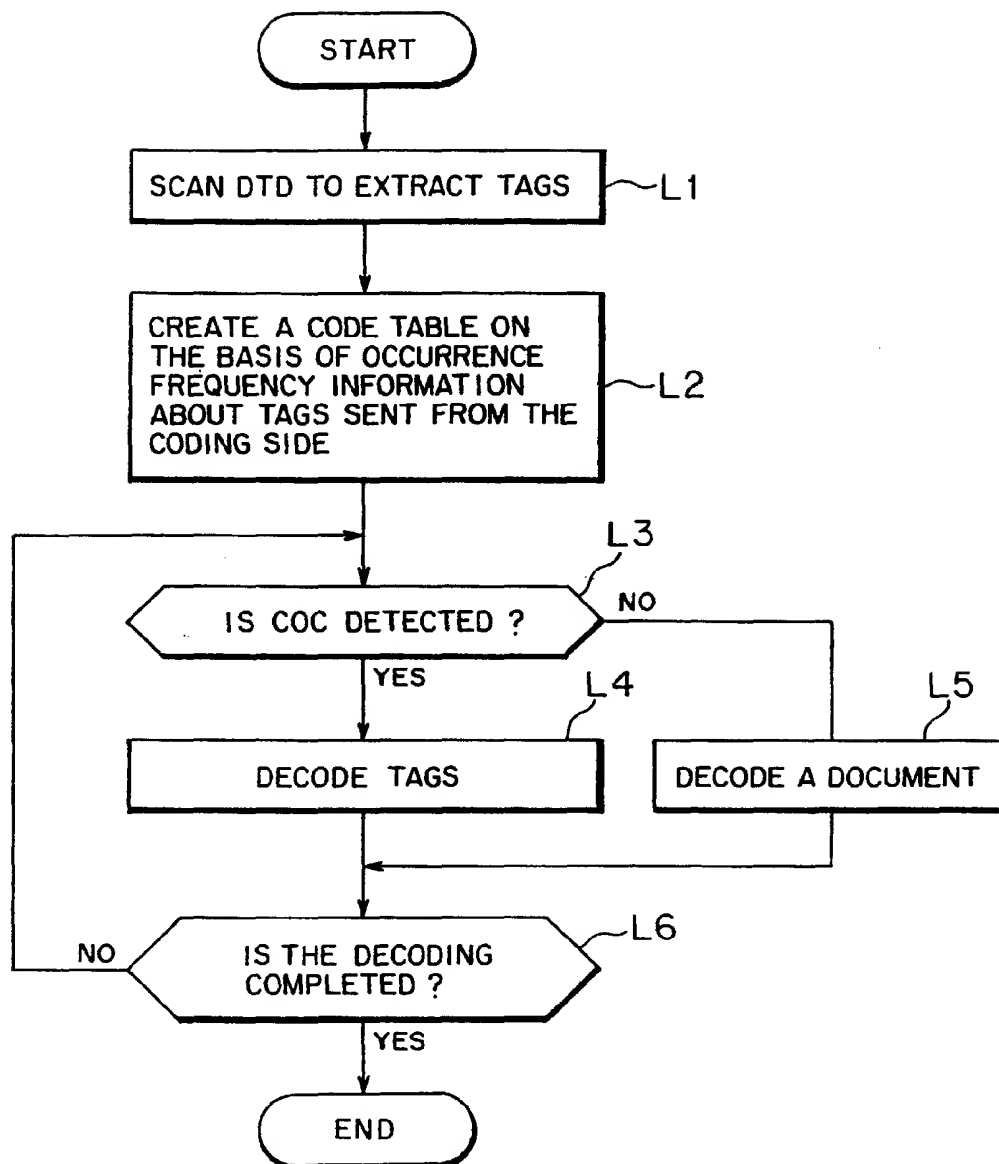 START
SCAN DTD TO EXTRACT TAGS
L1
CREATE A CODE TABLE ON
THE BASIS OF OCCURRENCE
FREQUENCY INFORMATION
ABOUT TAGS SENT FROM THE
CODING SIDE
L2
L3
IS COC DETECTED ?
NO
YES
L4
L5
DECODE TAGS
DECODE A DOCUMENT
L6
NO
IS THE DECODING
COMPLETED ?
YES
END